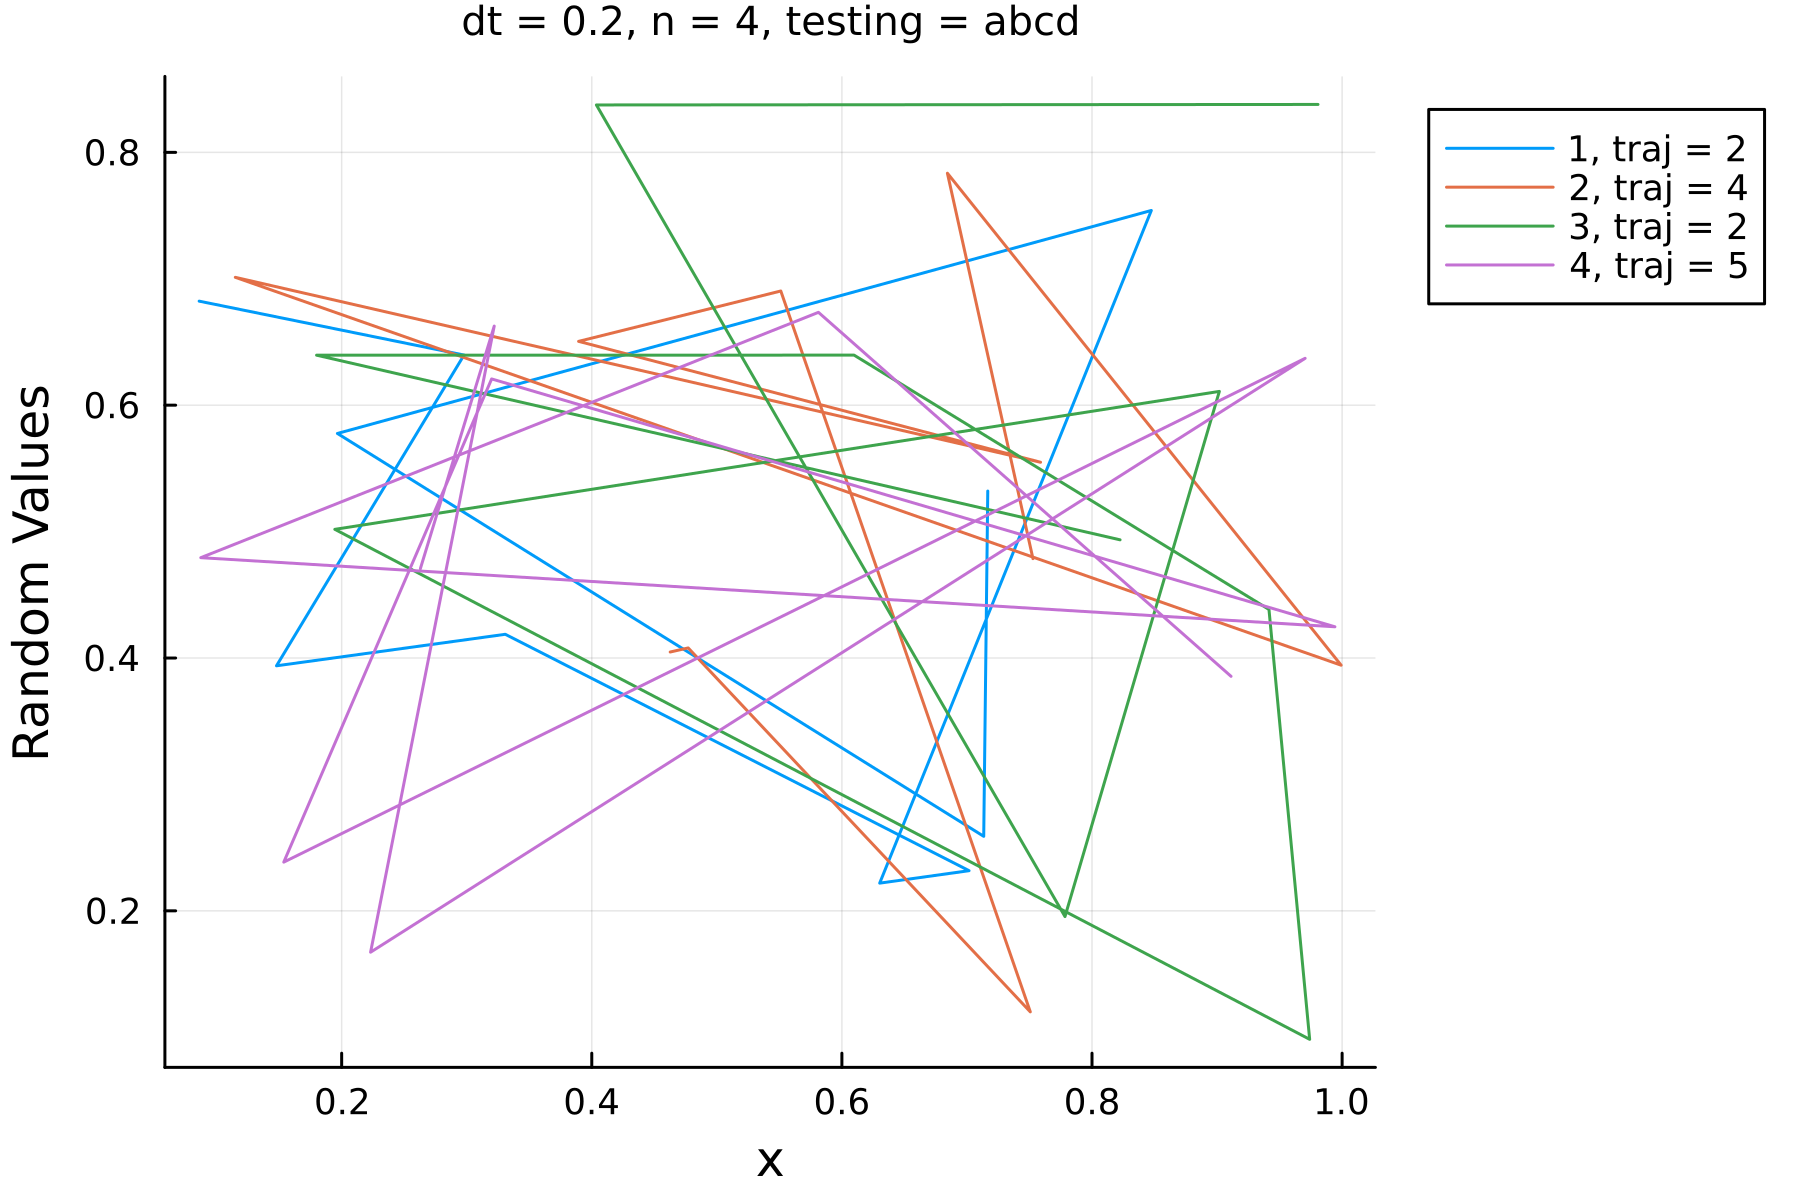 dt = 0.2, n = 4, testing = abcd
1, traj = 2
2, traj = 4
3, traj = 2
4, traj = 5
Random Values
0.8
0.6
0.4
0.2
0.2 0.4 0.6 0.8 1.0
x